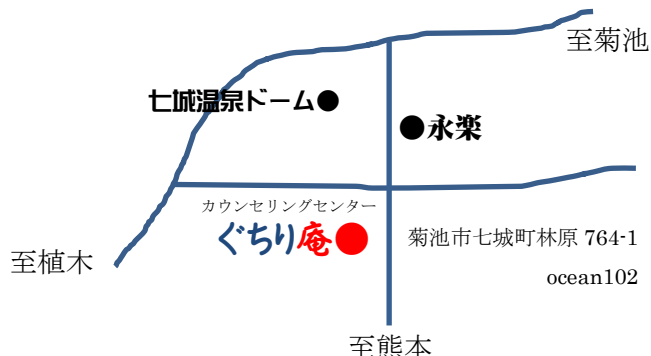 至菊池
七城温泉ドーム●
●永楽
カウンセリングセンター
ぐちり庵●
菊池市七城町林原 764-1
ocean102
至植木
至熊本